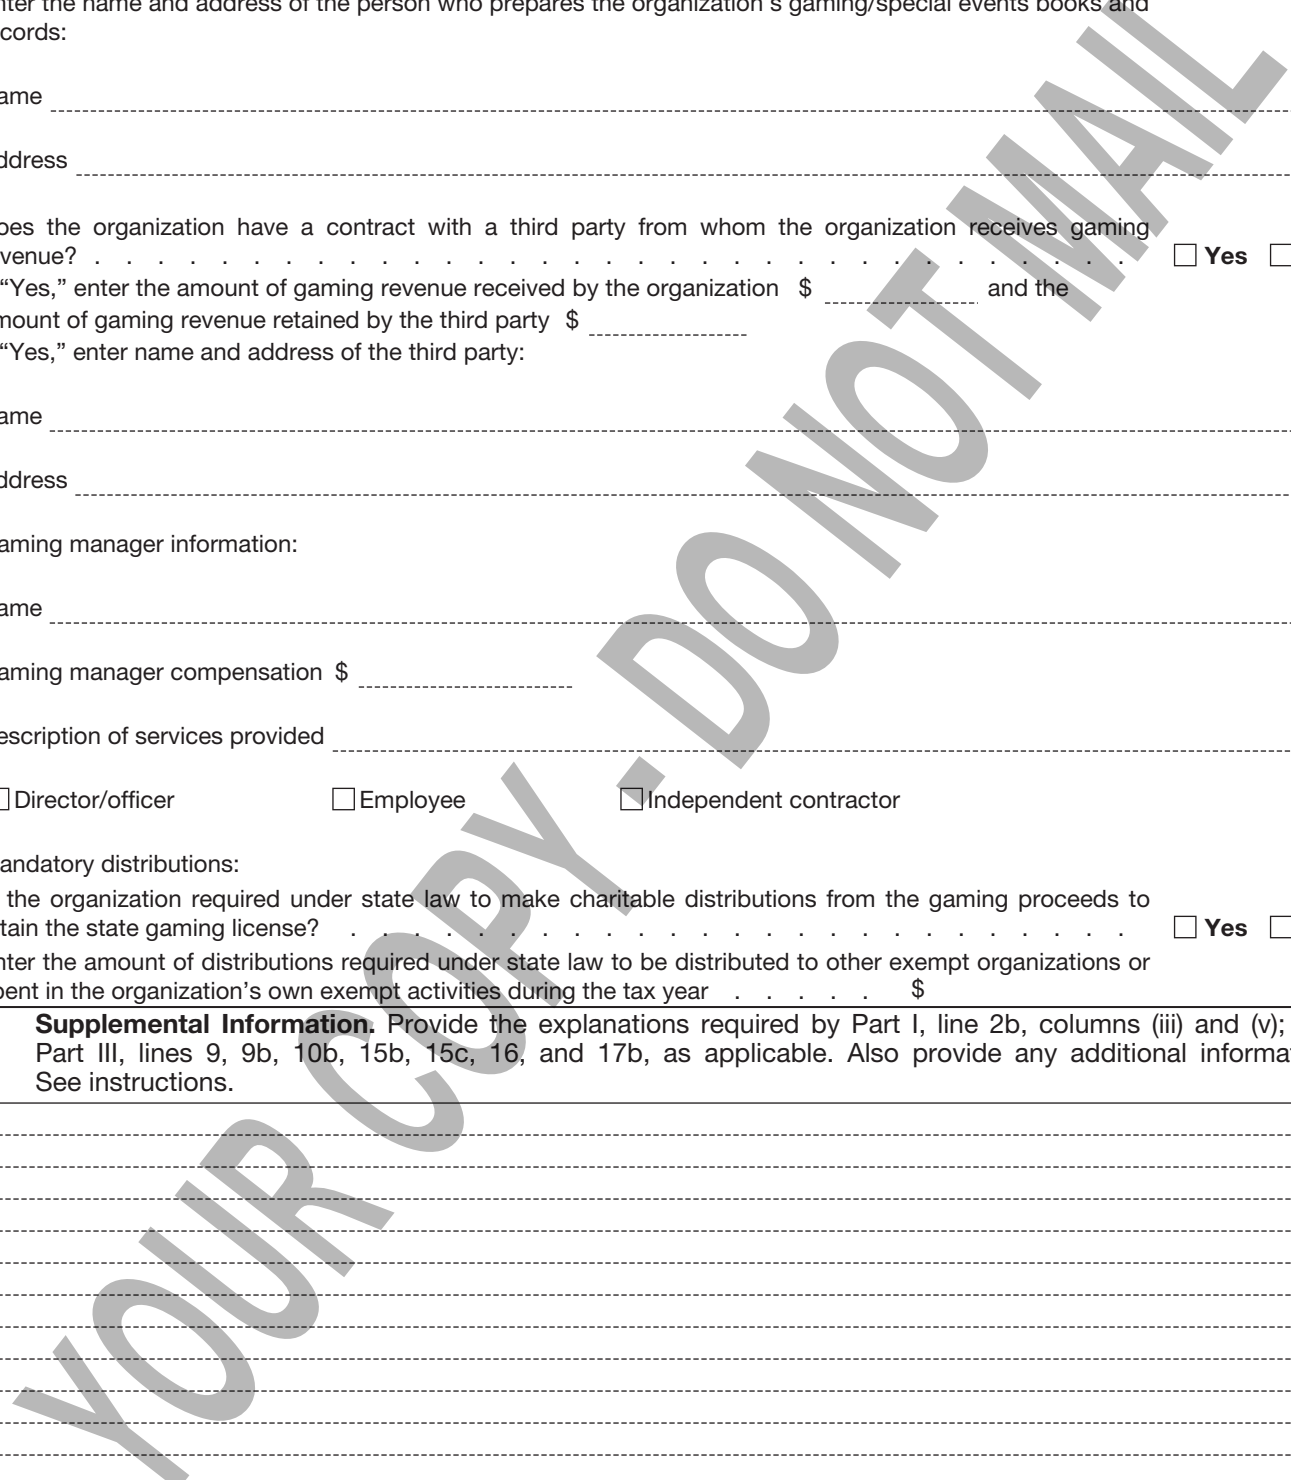 nter the name and address of the person who prepares the organization's gaming/special events books and
cords:
ame
ddress
oes the organization have a contract with a third party from whom the organization receives gaming
venue? . . . . . . . . . . . . . . . . . . . . . . . . . . . . . . . . . Yes
“Yes,” enter the amount of gaming revenue received by the organization $ and the
mount of gaming revenue retained by the third party $
“Yes,” enter name and address of the third party:
ame
ddress
aming manager information:
ame
aming manager compensation $
escription of services provided
Director/officer Employee Independent contractor
andatory distributions:
the organization required under state law to make charitable distributions from the gaming proceeds to
tain the state gaming license? . . . . . . . . . . . . . . . . . . . . . . . . . Yes
nter the amount of distributions required under state law to be distributed to other exempt organizations or
pent in the organization’s own exempt activities during the tax year . . . . . $
Supplemental Information. Provide the explanations required by Part I, line 2b, columns (iii) and (v);
Part III, lines 9, 9b, 10b, 15b, 15c, 16, and 17b, as applicable. Also provide any additional informa
See instructions.
YOUR COPY - DO NOT MAIL